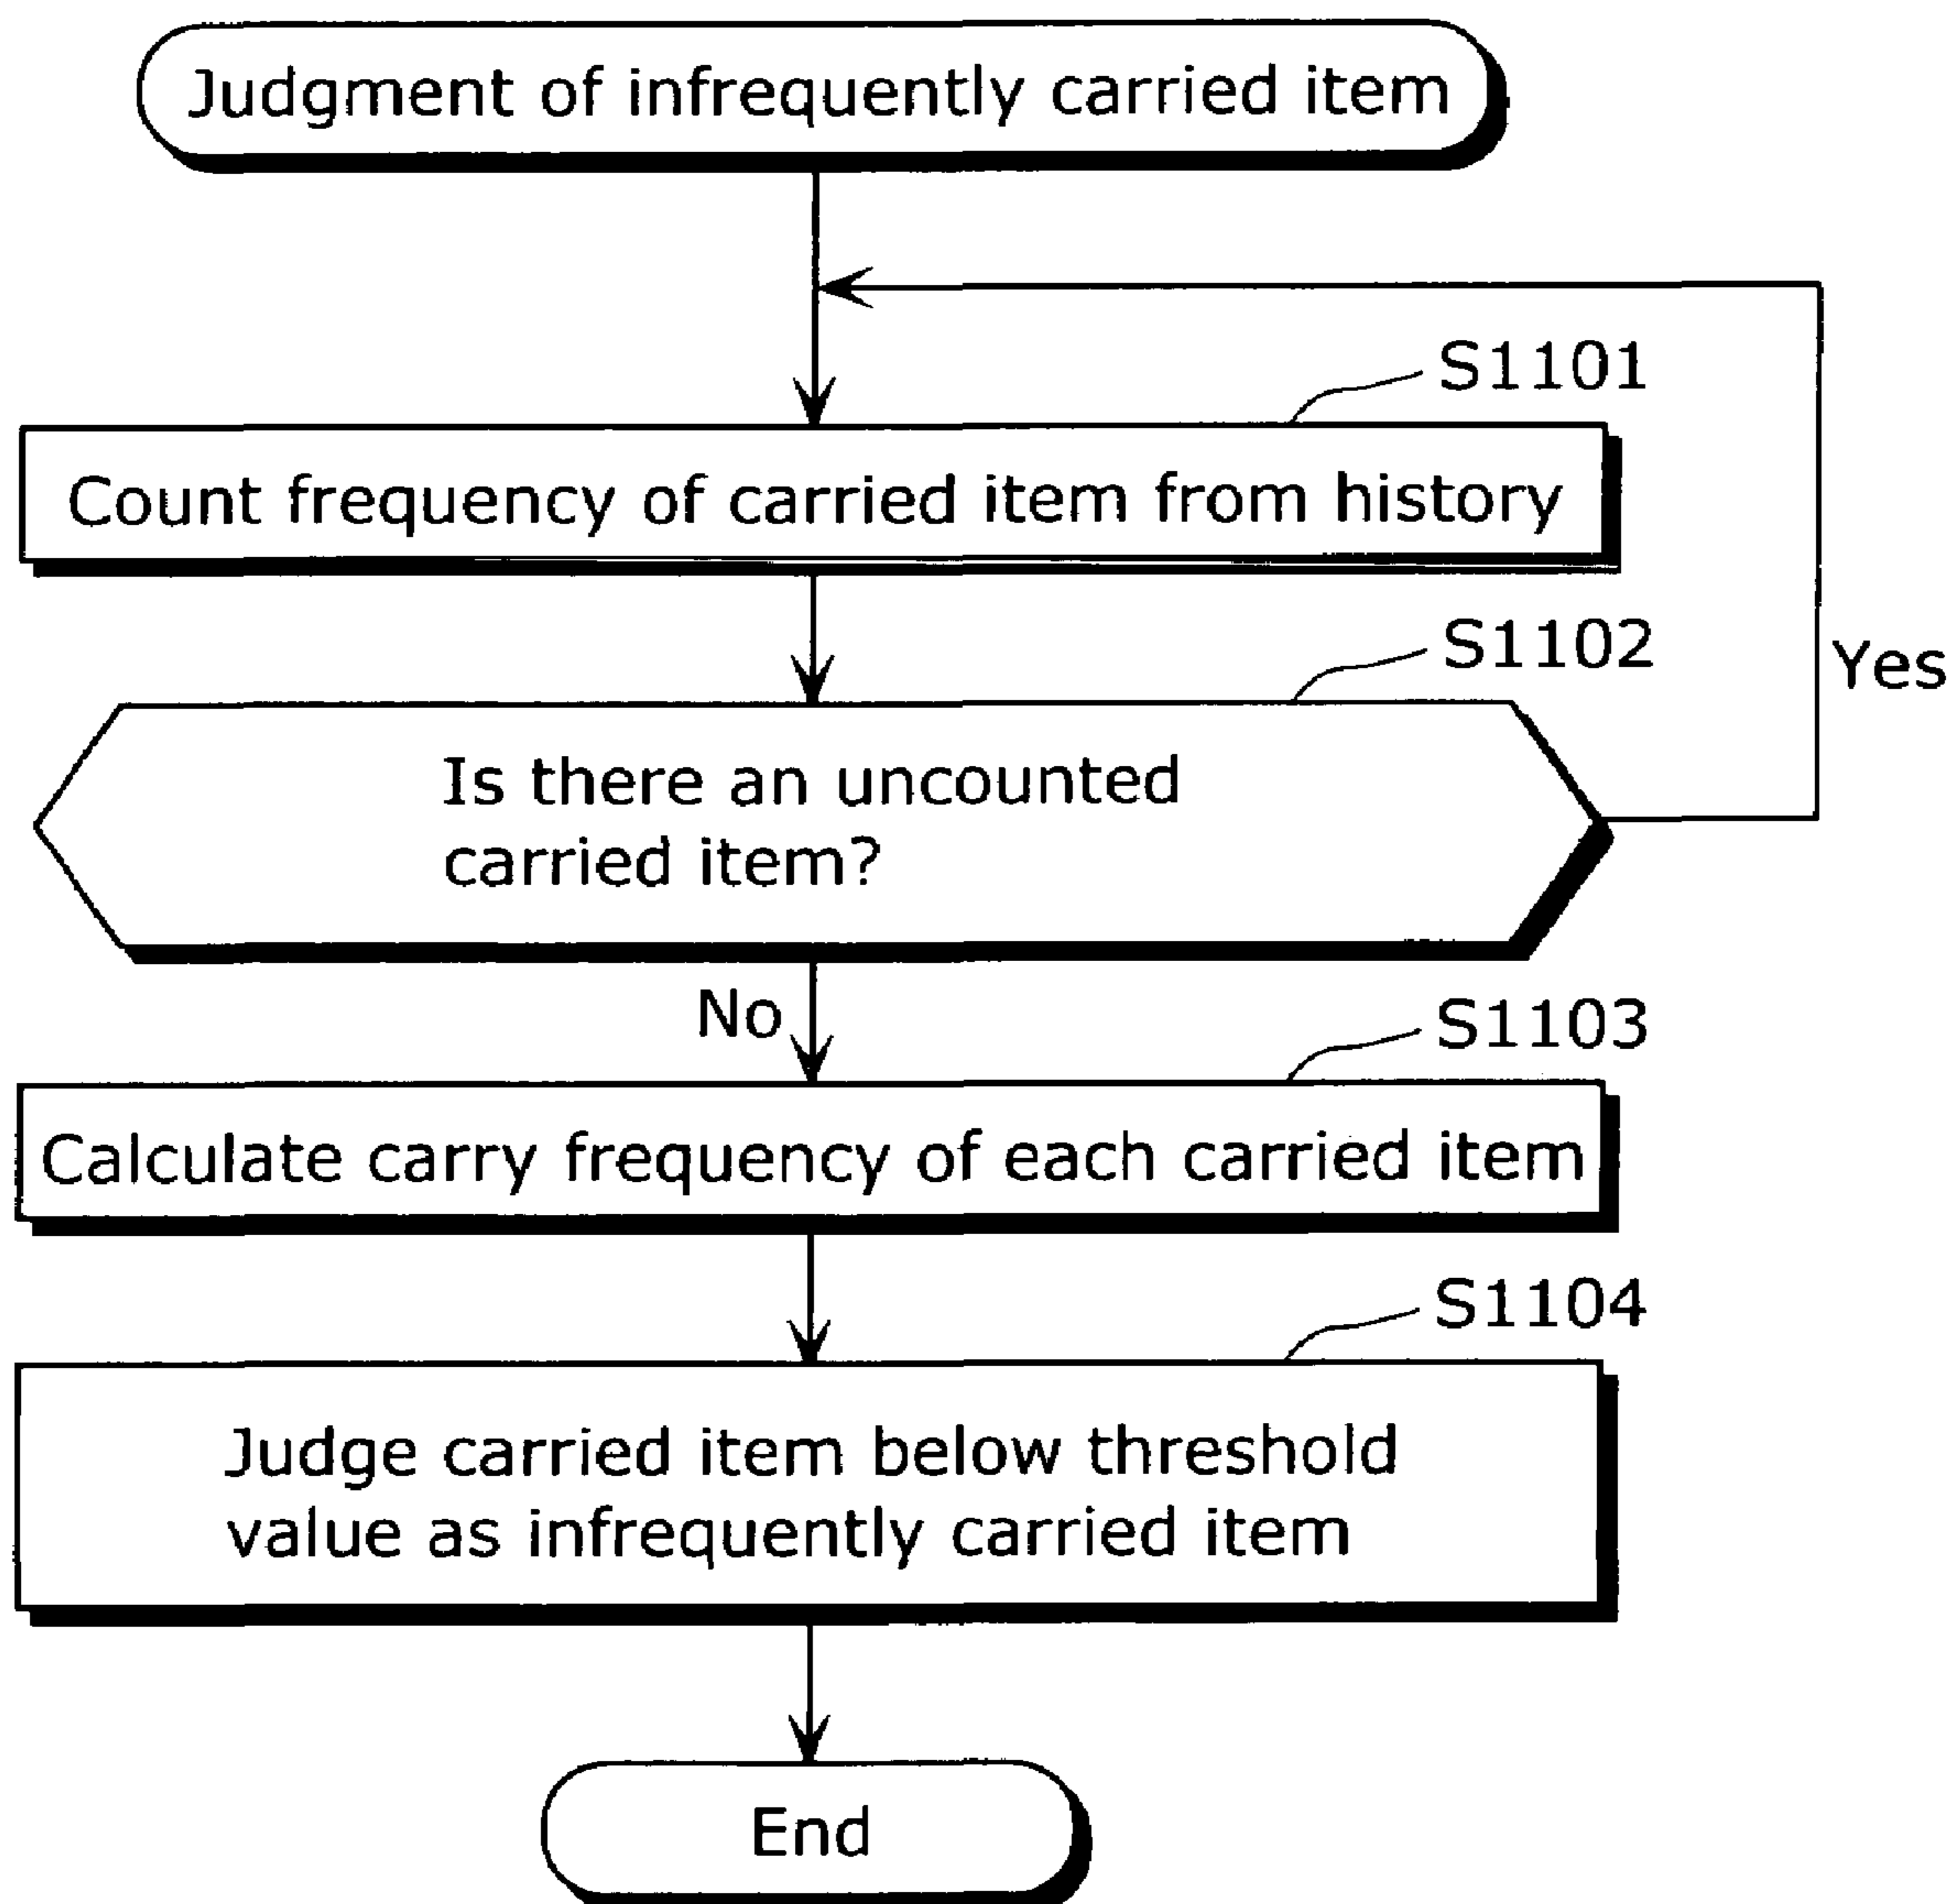 Judgment of infrequently carried item
S1101
Count frequency of carried item from history
S1102
Yes
Is there an uncounted
carried item?
No
S1103
Calculate carry frequency of each carried item
S1104
Judge carried item below threshold
value as infrequently carried item
End